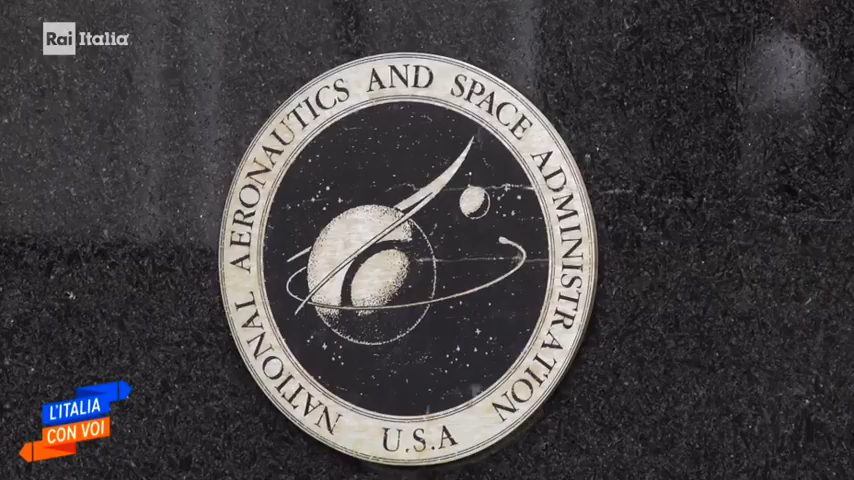 Rai Italia
NATIONAL AERONAUTICS AND SPACE ADMINISTRATION
U.S.A
L'ITALIA
CON VOI